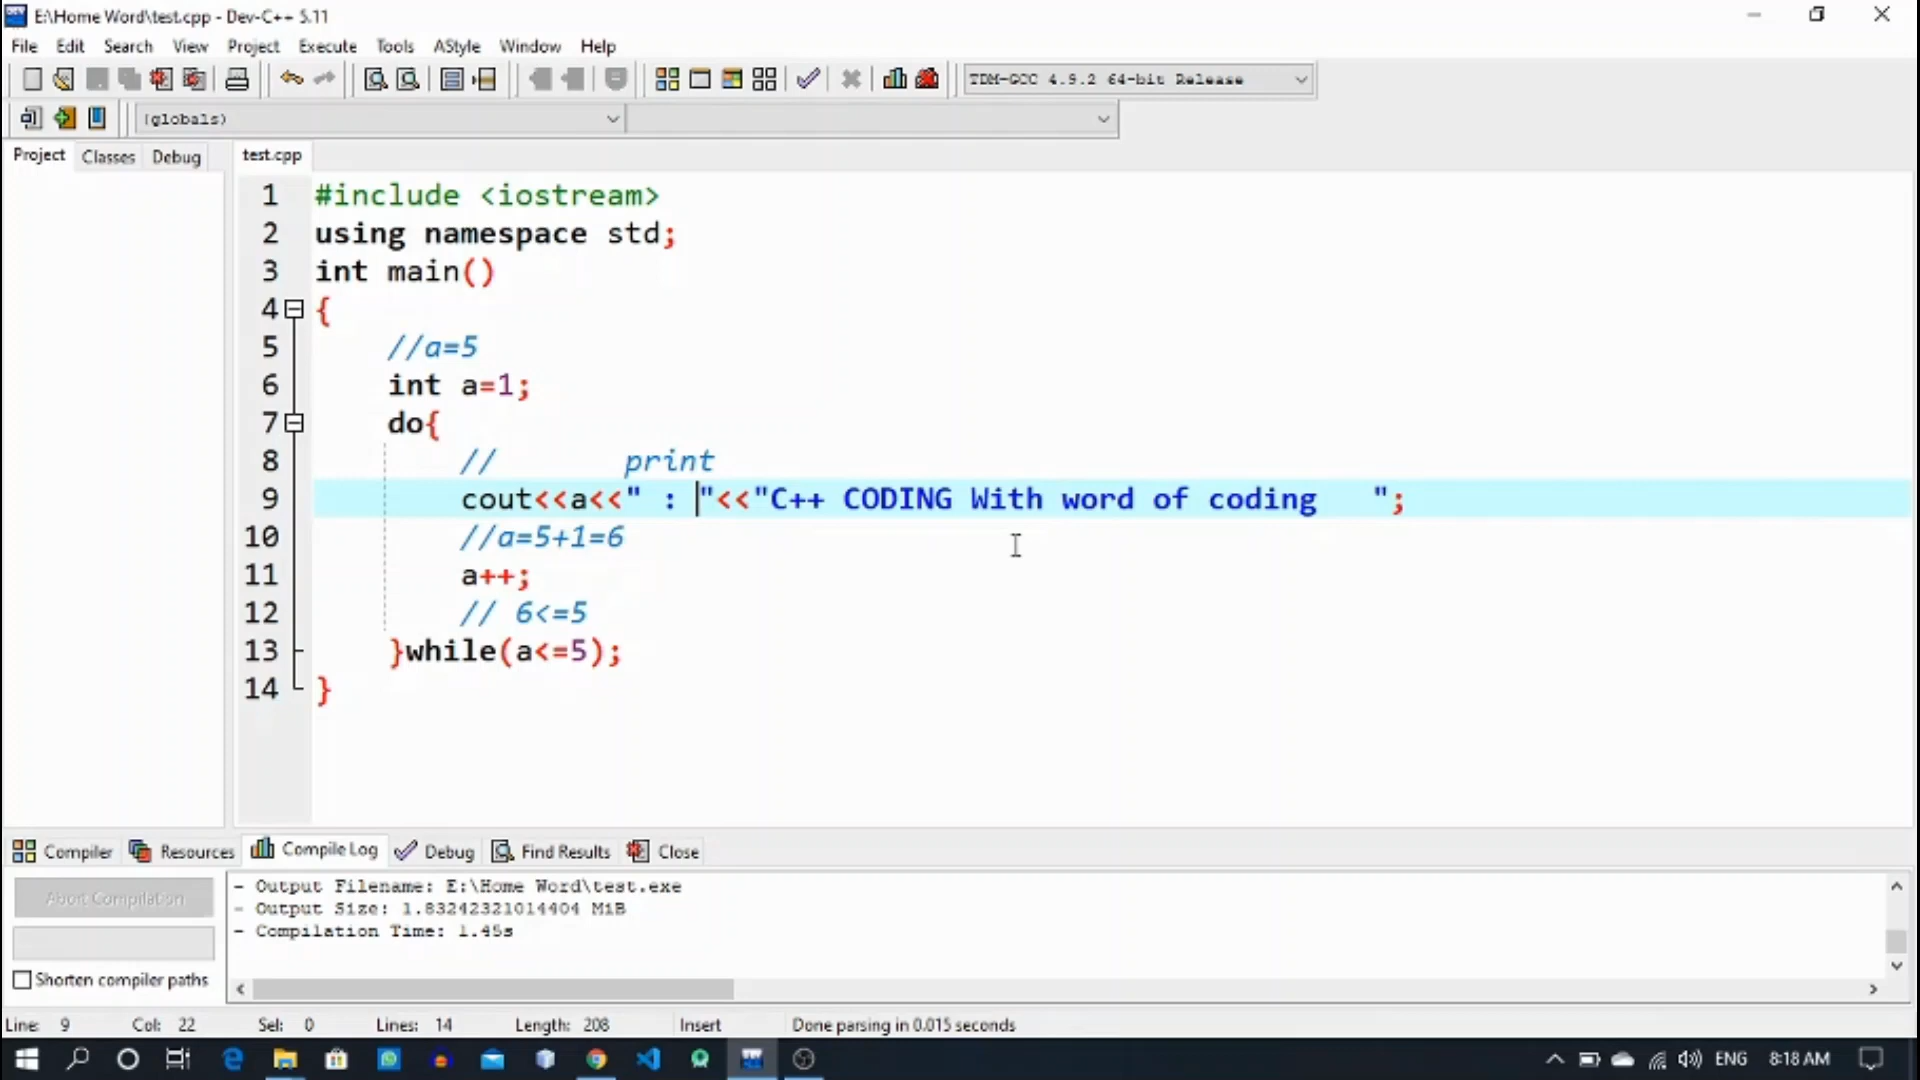 E:\Home Word\test.cpp - Dev-C++ 5.11
File Edit Search View Project Execute Tools AStyle Window Help
TDM-GCC 4.9.2 64-bit Release
(globals)
Project Classes Debug test.cpp
1 #include <iostream>
2 using namespace std;
3 int main()
4 {
5 //a=5
6 int a=1;
7 do{
8 // print
9 cout<<a<<" : "<<"C++ CODING With word of coding   ";
10 //a=5+1=6
11 a++;
12 // 6<=5
13 }while(a<=5);
14 }
Compiler Resources Compile Log Debug Find Results Close
Abort Compilation
- Output Filename: E:\Home Word\test.exe
- Output Size: 1.83242321014404 MiB
- Compilation Time: 1.45s
Shorten compiler paths
Line: 9 Col: 22 Sel: 0 Lines: 14 Length: 208 Insert Done parsing in 0.015 seconds
ENG 8:18 AM